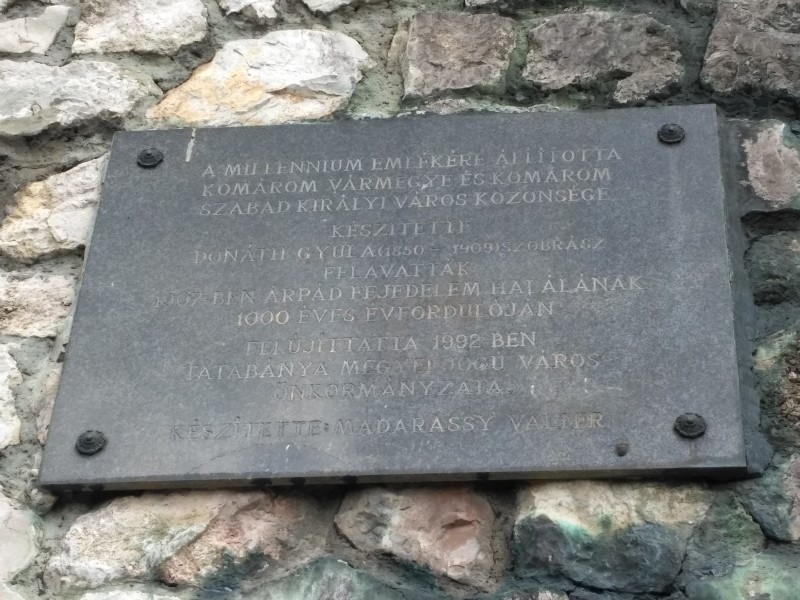 A MILLENNIUM EMLÉKÉRE ÁLLÍTOTTA
KOMÁROM VÁRMEGYE ÉS KOMÁROM
SZABAD KIRÁLYI VÁROS KÖZÖNSÉGE
KÉSZÍTETTE
DONÁTH GYULA (1850 - 1909) SZOBRÁSZ
FELAVATTÁK
1907-BEN ÁRPÁD FEJEDELEM HALÁLÁNAK
1000 ÉVES ÉVFORDULÓJÁN
FELÚJÍTTATTA 1992 BEN
TATABÁNYA MEGYEI JOGÚ VÁROS
ÖNKORMÁNYZATA
KÉSZÍTETTE: MADARASSY VALTER